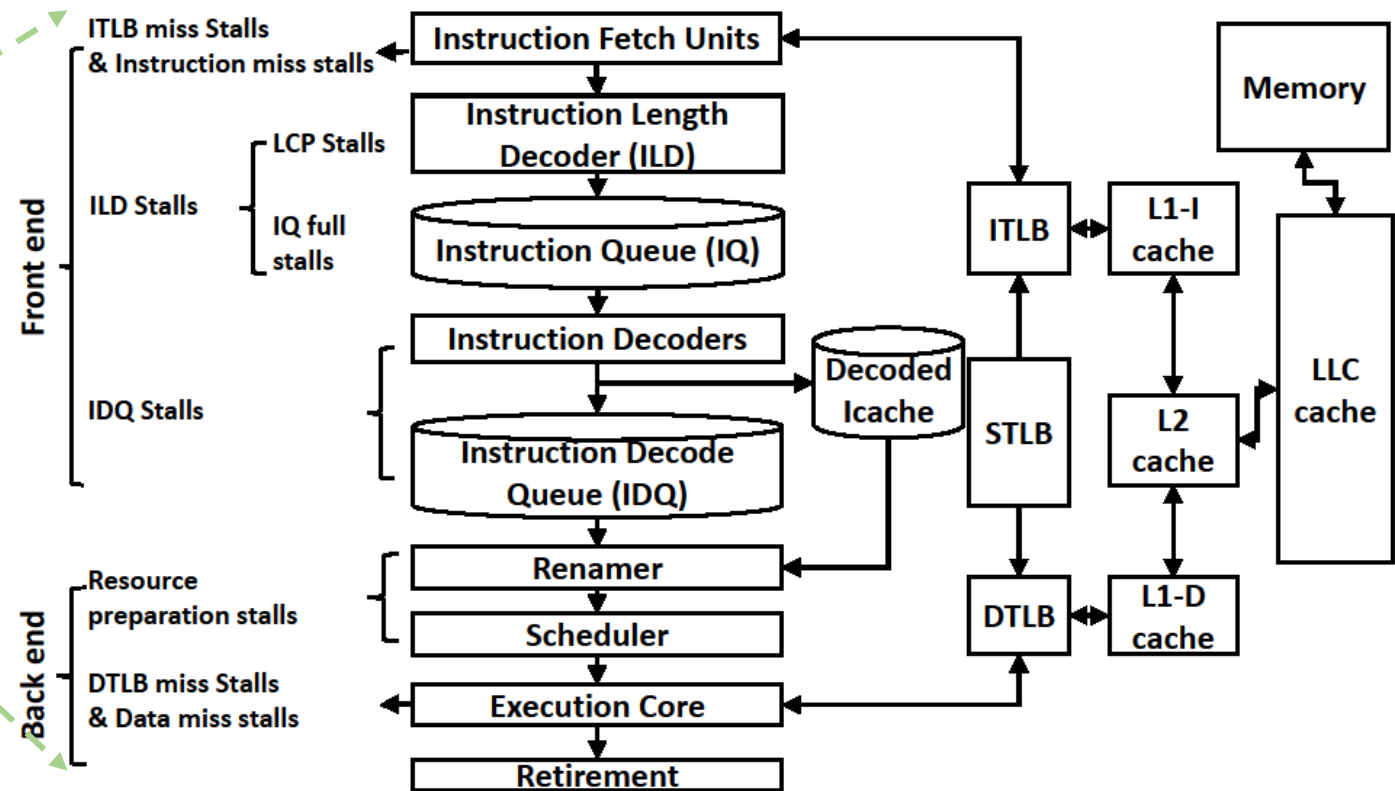 ITLB miss Stalls
& Instruction miss stalls
Front end
LCP Stalls
ILD Stalls
IQ full
stalls
IDQ Stalls
Back end
Resource
preparation stalls
DTLB miss Stalls
& Data miss stalls
Instruction Fetch Units
Instruction Length
Decoder (ILD)
Instruction Queue (IQ)
Instruction Decoders
Decoded
Icache
Instruction Decode
Queue (IDQ)
Renamer
Scheduler
Execution Core
Retirement
ITLB
STLB
DTLB
L1-I
cache
L2
cache
L1-D
cache
Memory
LLC
cache